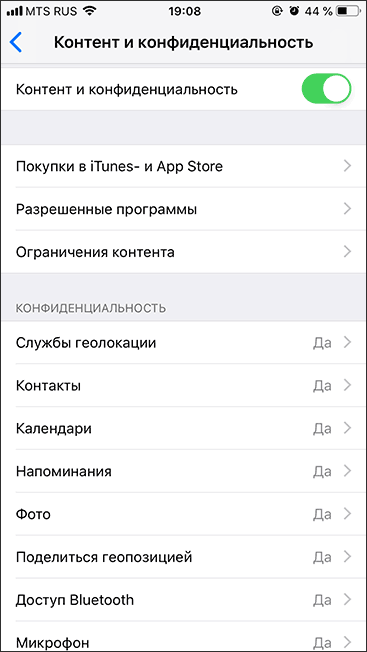 MTS RUS 19:08 44 %
Контент и конфиденциальность
Контент и конфиденциальность
Покупки в iTunes- и App Store
Разрешенные программы
Ограничения контента
КОНФИДЕНЦИАЛЬНОСТЬ
Службы геолокации Да
Контакты Да
Календари Да
Напоминания Да
Фото Да
Поделиться геопозицией Да
Доступ Bluetooth Да
Микрофон Да